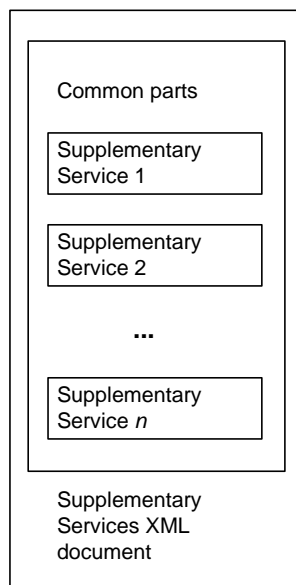 Common parts
Supplementary
Service 1
Supplementary
Service 2
...
Supplementary
Service n
Supplementary
Services XML
document